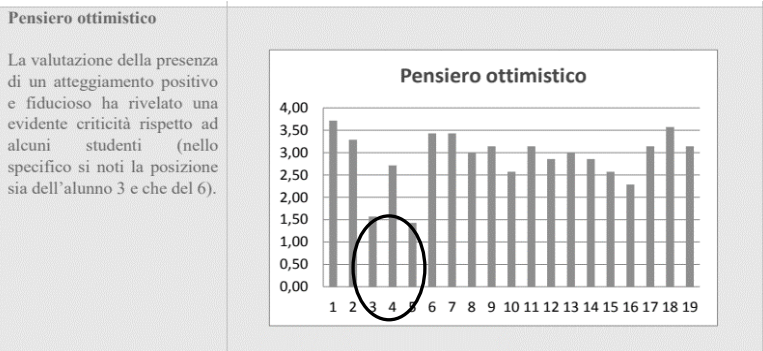 Pensiero ottimistico
La valutazione della presenza
di un atteggiamento positivo
e fiducioso ha rivelato una
evidente criticità rispetto ad
alcuni studenti (nello
specifico si noti la posizione
sia dell'alunno 3 e che del 6).
Pensiero ottimistico
4,00
3,50
3,00
2,50
2,00
1,50
1,00
0,50
0,00
1 2 3 4 5 6 7 8 9 10 11 12 13 14 15 16 17 18 19